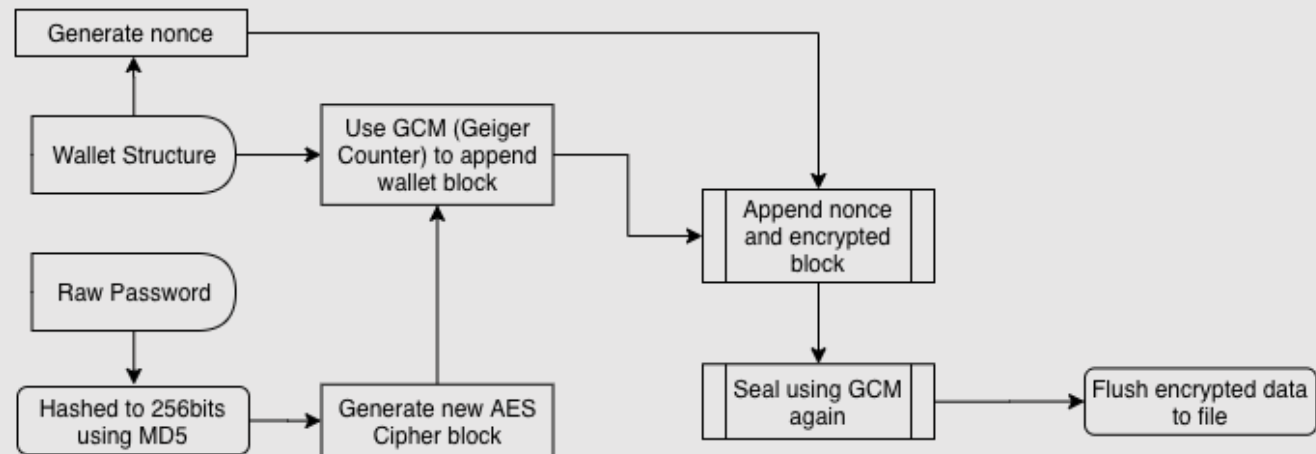 Generate nonce
Wallet Structure
Use GCM (Geiger
Counter) to append
wallet block
Append nonce
and encrypted
block
Raw Password
Hashed to 256bits
using MD5
Generate new AES
Cipher block
Seal using GCM
again
Flush encrypted data
to file